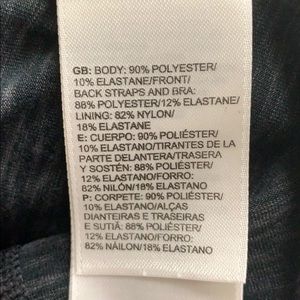 GB: BODY: 90% POLYESTER/
10% ELASTANE/FRONT/
BACK STRAPS AND BRA:
88% POLYESTER/12% ELASTANE/
LINING: 82% NYLON/
18% ELASTANE
E: CUERPO: 90% POLIÉSTER/
10% ELASTANO/TIRANTES DE LA
PARTE DELANTERA/TRASERA
Y SOSTÉN: 88% POLIÉSTER/
12% ELASTANO/FORRO:
82% NILÓN/18% ELASTANO
P: CORPETE: 90% POLIÉSTER/
10% ELASTANO/ALÇAS
DIANTEIRAS E TRASEIRAS
E SUTIÃ: 88% POLIÉSTER/
12% ELASTANO/FORRO:
82% NÁILON/18% ELASTANO